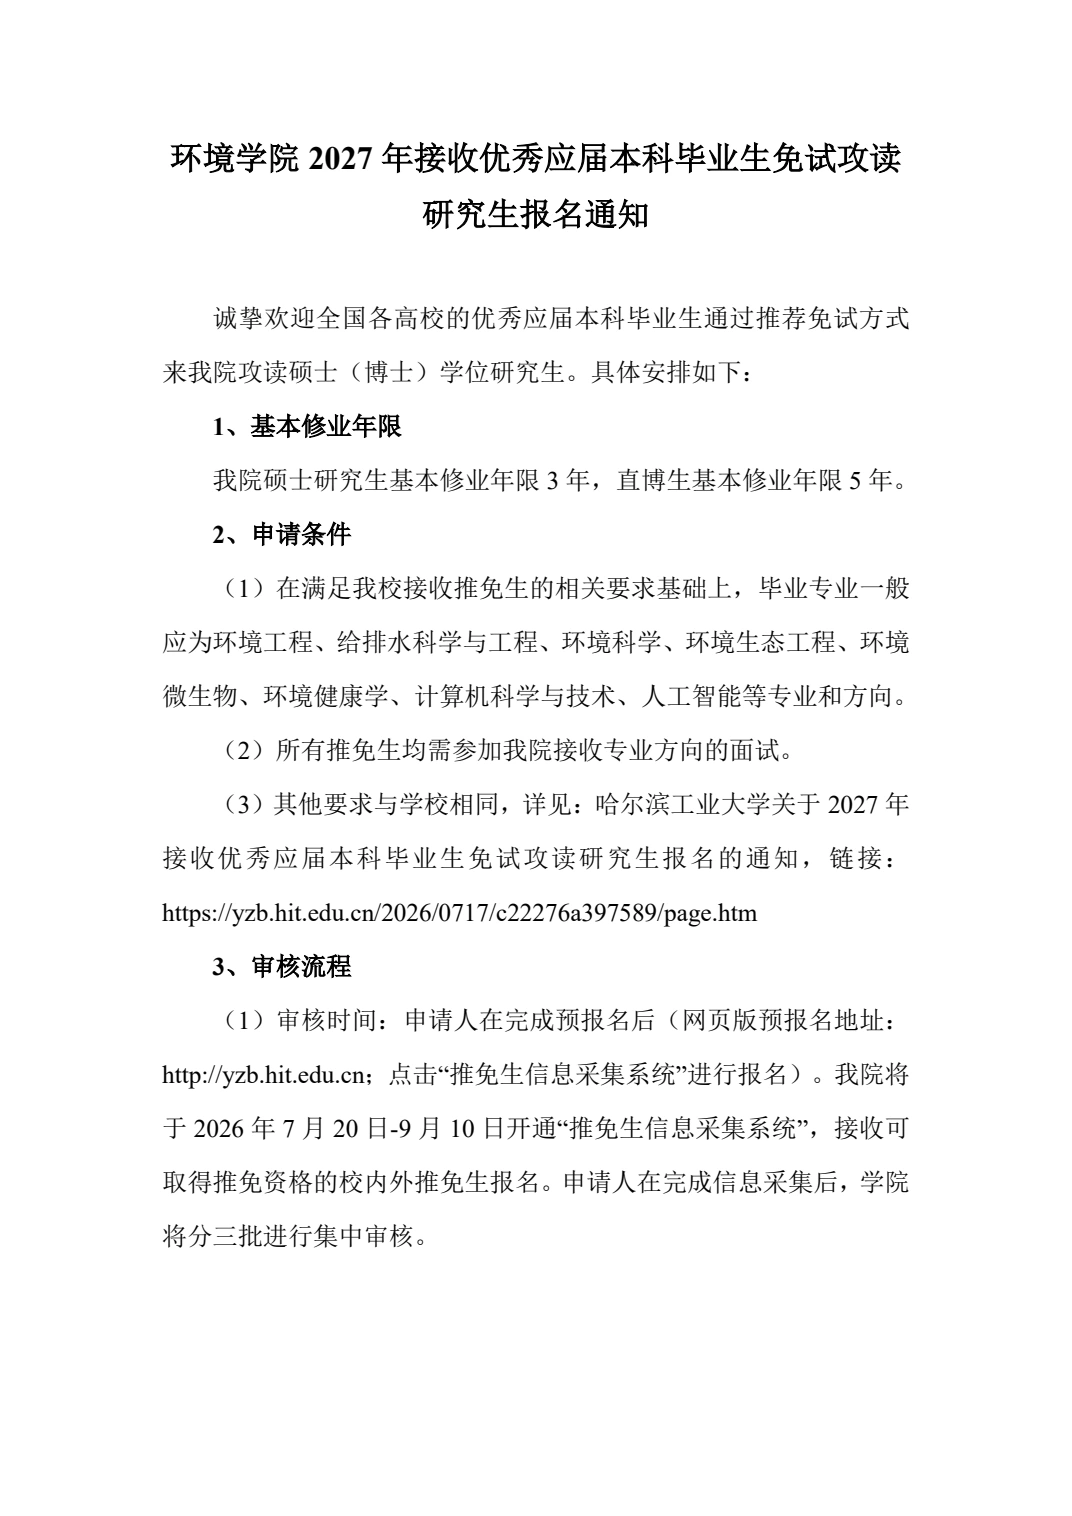 环境学院 2027 年接收优秀应届本科毕业生免试攻读
研究生报名通知
诚挚欢迎全国各高校的优秀应届本科毕业生通过推荐免试方式
来我院攻读硕士（博士）学位研究生。具体安排如下：
1、基本修业年限
我院硕士研究生基本修业年限 3 年，直博生基本修业年限 5 年。
2、申请条件
（1）在满足我校接收推免生的相关要求基础上，毕业专业一般
应为环境工程、给排水科学与工程、环境科学、环境生态工程、环境
微生物、环境健康学、计算机科学与技术、人工智能等专业和方向。
（2）所有推免生均需参加我院接收专业方向的面试。
（3）其他要求与学校相同，详见：哈尔滨工业大学关于 2027 年
接收优秀应届本科毕业生免试攻读研究生报名的通知，链接：
https://yzb.hit.edu.cn/2026/0717/c22276a397589/page.htm
3、审核流程
（1）审核时间：申请人在完成预报名后（网页版预报名地址：
http://yzb.hit.edu.cn；点击“推免生信息采集系统”进行报名）。我院将
于 2026 年 7 月 20 日-9 月 10 日开通“推免生信息采集系统”，接收可
取得推免资格的校内外推免生报名。申请人在完成信息采集后，学院
将分三批进行集中审核。